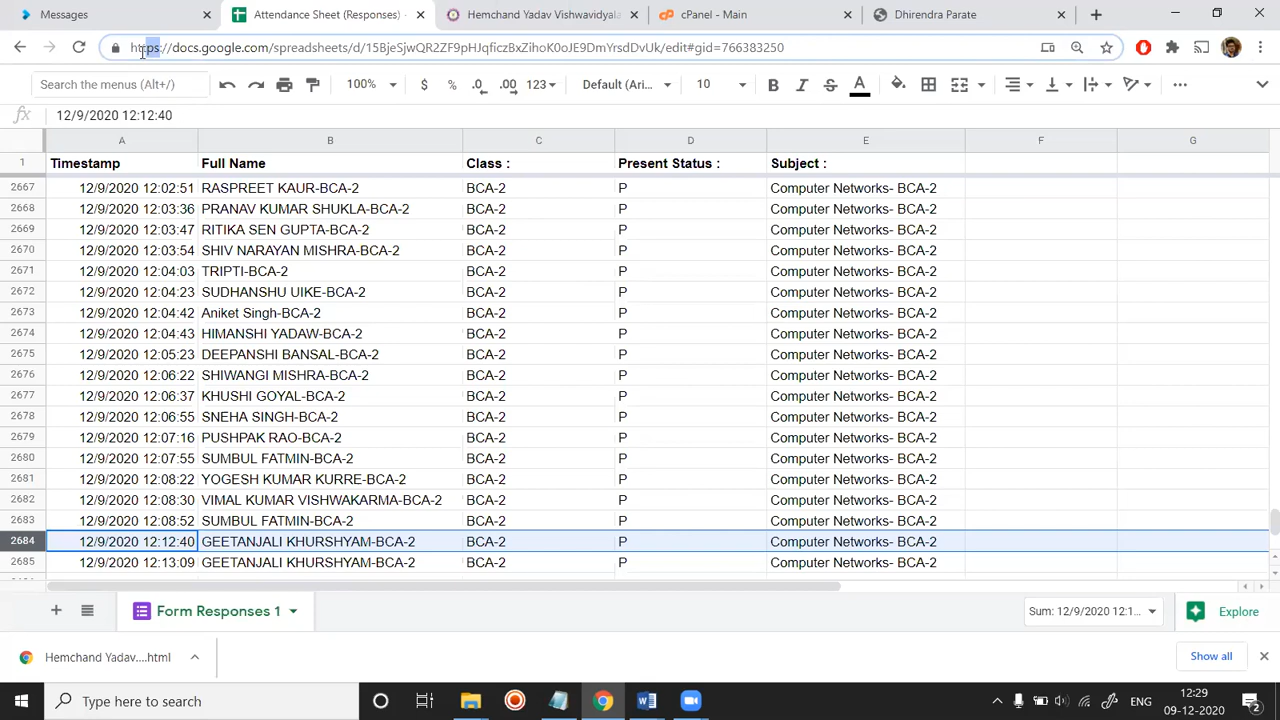 Messages × Attendance Sheet (Responses) - × Hemchand Yadav Vishwavidyala × cPanel - Main × Dhirendra Parate ×
https://docs.google.com/spreadsheets/d/15BjeSjwQR2ZF9pHJqficzBxZihoK0oJE9DmYrsdDvUk/edit#gid=766383250
Search the menus (Alt+/) 100% $ % .0 .00 123 Default (Ari... 10 B I S A
fx 12/9/2020 12:12:40
A B C D E F G
1 Timestamp Full Name Class : Present Status : Subject :
2667 12/9/2020 12:02:51 RASPREET KAUR-BCA-2 BCA-2 P Computer Networks- BCA-2
2668 12/9/2020 12:03:36 PRANAV KUMAR SHUKLA-BCA-2 BCA-2 P Computer Networks- BCA-2
2669 12/9/2020 12:03:47 RITIKA SEN GUPTA-BCA-2 BCA-2 P Computer Networks- BCA-2
2670 12/9/2020 12:03:54 SHIV NARAYAN MISHRA-BCA-2 BCA-2 P Computer Networks- BCA-2
2671 12/9/2020 12:04:03 TRIPTI-BCA-2 BCA-2 P Computer Networks- BCA-2
2672 12/9/2020 12:04:23 SUDHANSHU UIKE-BCA-2 BCA-2 P Computer Networks- BCA-2
2673 12/9/2020 12:04:42 Aniket Singh-BCA-2 BCA-2 P Computer Networks- BCA-2
2674 12/9/2020 12:04:43 HIMANSHI YADAW-BCA-2 BCA-2 P Computer Networks- BCA-2
2675 12/9/2020 12:05:23 DEEPANSHI BANSAL-BCA-2 BCA-2 P Computer Networks- BCA-2
2676 12/9/2020 12:06:22 SHIWANGI MISHRA-BCA-2 BCA-2 P Computer Networks- BCA-2
2677 12/9/2020 12:06:37 KHUSHI GOYAL-BCA-2 BCA-2 P Computer Networks- BCA-2
2678 12/9/2020 12:06:55 SNEHA SINGH-BCA-2 BCA-2 P Computer Networks- BCA-2
2679 12/9/2020 12:07:16 PUSHPAK RAO-BCA-2 BCA-2 P Computer Networks- BCA-2
2680 12/9/2020 12:07:55 SUMBUL FATMIN-BCA-2 BCA-2 P Computer Networks- BCA-2
2681 12/9/2020 12:08:22 YOGESH KUMAR KURRE-BCA-2 BCA-2 P Computer Networks- BCA-2
2682 12/9/2020 12:08:30 VIMAL KUMAR VISHWAKARMA-BCA-2 BCA-2 P Computer Networks- BCA-2
2683 12/9/2020 12:08:52 SUMBUL FATMIN-BCA-2 BCA-2 P Computer Networks- BCA-2
2684 12/9/2020 12:12:40 GEETANJALI KHURSHYAM-BCA-2 BCA-2 P Computer Networks- BCA-2
2685 12/9/2020 12:13:09 GEETANJALI KHURSHYAM-BCA-2 BCA-2 P Computer Networks- BCA-2
+ Form Responses 1 Sum: 12/9/2020 12:1... Explore
Hemchand Yadav....html Show all ×
Type here to search ENG 12:29
09-12-2020 2